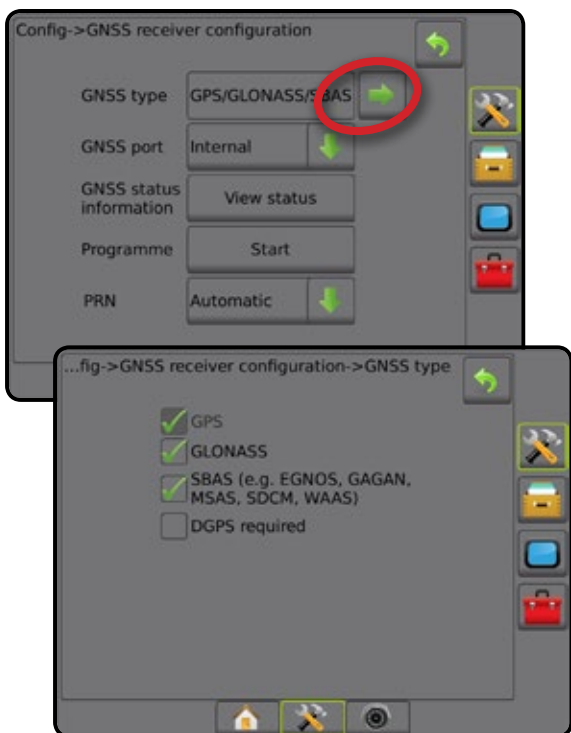 Config->GNSS receiver configuration
GNSS type GPS/GLONASS/SBAS
GNSS port Internal
GNSS status
information View status
Programme Start
PRN Automatic
...fig->GNSS receiver configuration->GNSS type
GPS
GLONASS
SBAS (e.g. EGNOS, GAGAN,
MSAS, SDCM, WAAS)
DGPS required